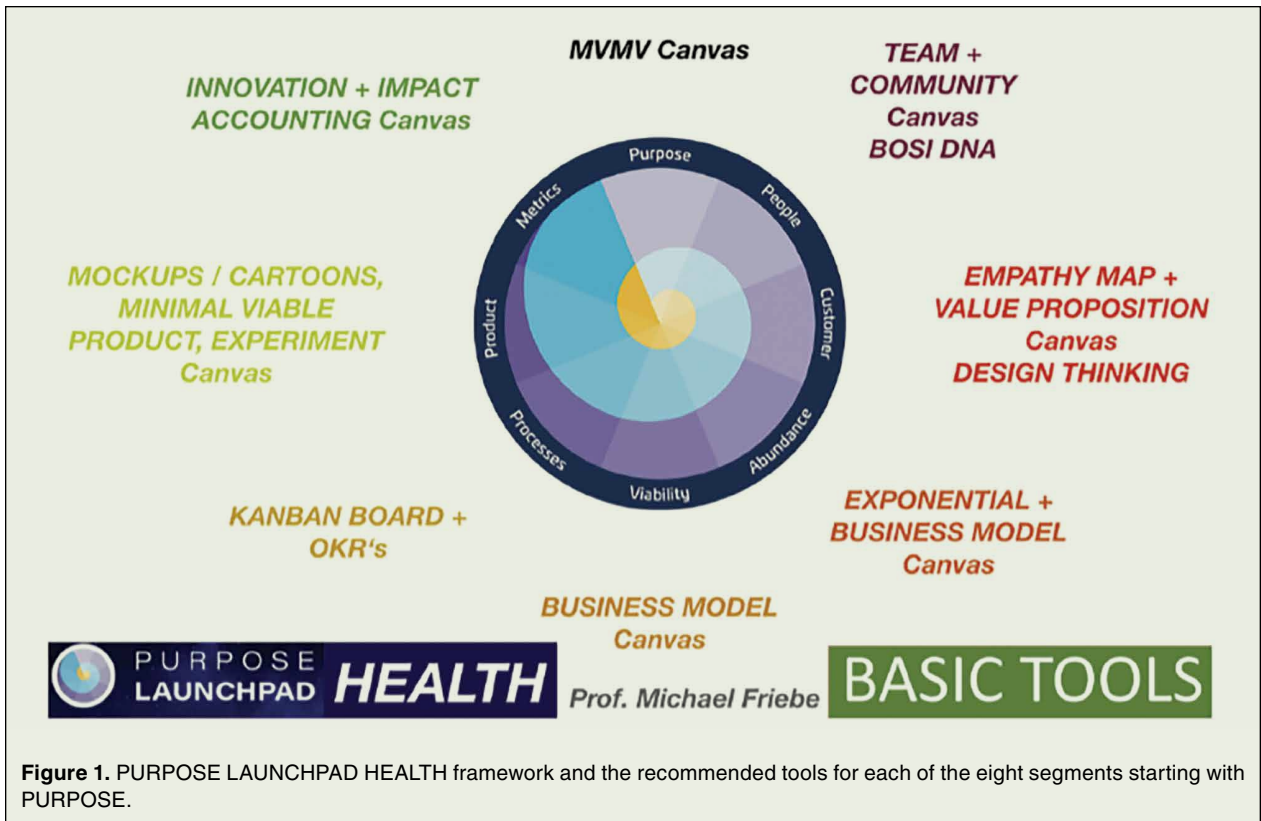 MVMV Canvas
TEAM +
COMMUNITY
Canvas
BOSI DNA
INNOVATION + IMPACT
ACCOUNTING Canvas
Purpose
People
Customer
Abundance
Viability
Processes
Product
Metrics
MOCKUPS / CARTOONS,
MINIMAL VIABLE
PRODUCT, EXPERIMENT
Canvas
EMPATHY MAP +
VALUE PROPOSITION
Canvas
DESIGN THINKING
KANBAN BOARD +
OKR‘s
EXPONENTIAL +
BUSINESS MODEL
Canvas
BUSINESS MODEL
Canvas
PURPOSE
LAUNCHPAD
HEALTH
Prof. Michael Friebe
BASIC TOOLS
Figure 1. PURPOSE LAUNCHPAD HEALTH framework and the recommended tools for each of the eight segments starting with
PURPOSE.